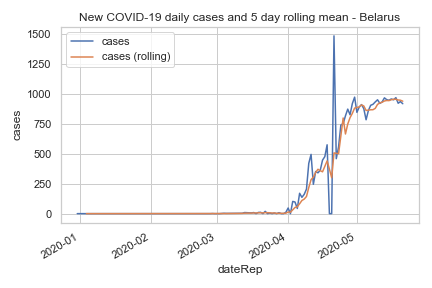 New COVID-19 daily cases and 5 day rolling mean - Belarus
cases
cases (rolling)
1500
1250
1000
750
500
250
0
cases
2020-01
2020-02
2020-03
2020-04
2020-05
dateRep